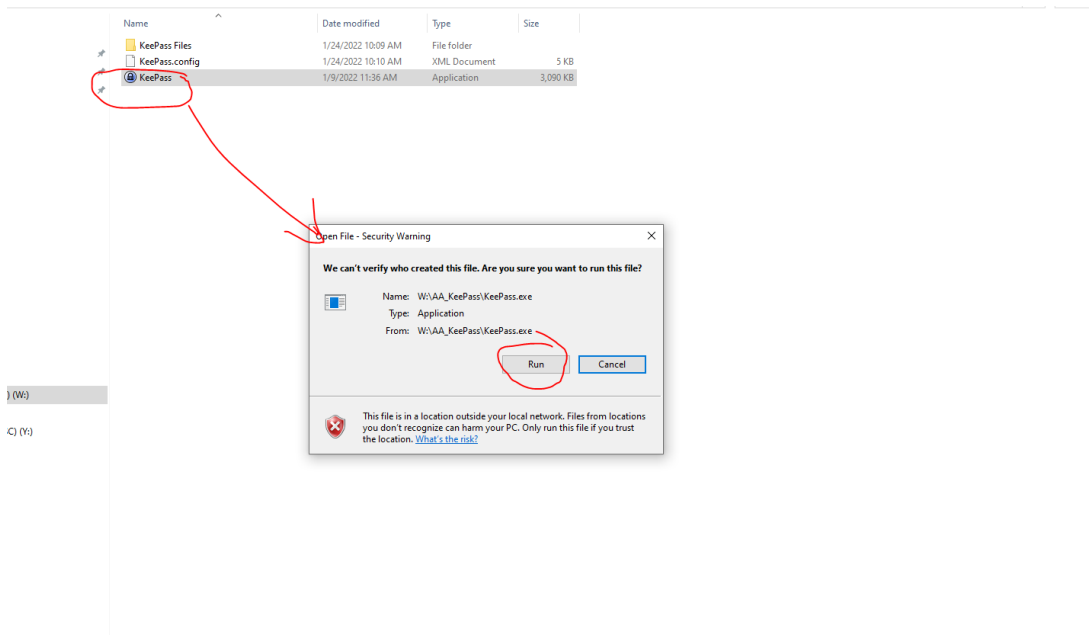 Name Date modified Type Size
KeePass Files 1/24/2022 10:09 AM File folder
KeePass.config 1/24/2022 10:10 AM XML Document 5 KB
KeePass 1/9/2022 11:36 AM Application 3,090 KB
Open File - Security Warning
We can't verify who created this file. Are you sure you want to run this file?
Name: W:\AA_KeePass\KeePass.exe
Type: Application
From: W:\AA_KeePass\KeePass.exe
Run Cancel
) (W:)
This file is in a location outside your local network. Files from locations
you don't recognize can harm your PC. Only run this file if you trust
the location. What's the risk?
C) (Y:)